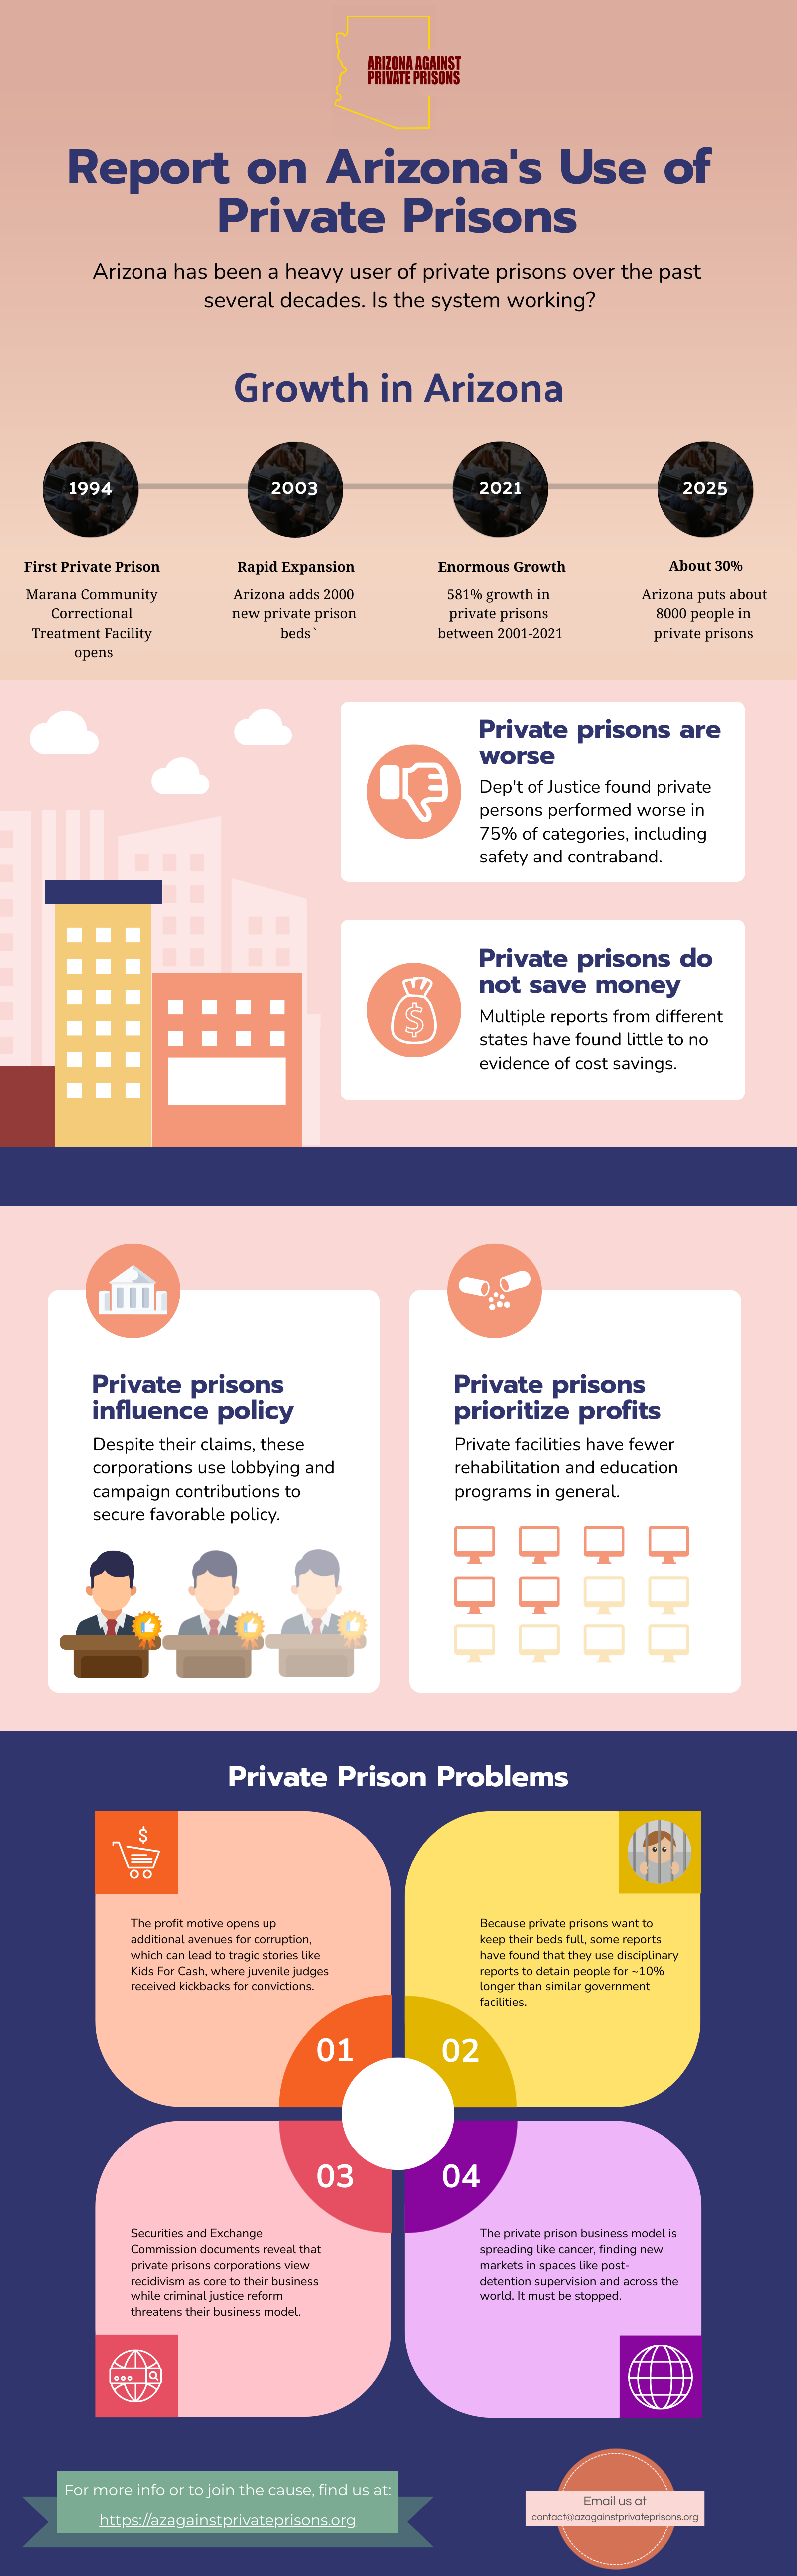 ARIZONA AGAINST
PRIVATE PRISONS
Report on Arizona's Use of
Private Prisons
Arizona has been a heavy user of private prisons over the past
several decades. Is the system working?
Growth in Arizona
1994
First Private Prison
Marana Community
Correctional
Treatment Facility
opens
2003
Rapid Expansion
Arizona adds 2000
new private prison
beds`
2021
Enormous Growth
581% growth in
private prisons
between 2001-2021
2025
About 30%
Arizona puts about
8000 people in
private prisons
Private prisons are
worse
Dep't of Justice found private
persons performed worse in
75% of categories, including
safety and contraband.
Private prisons do
not save money
Multiple reports from different
states have found little to no
evidence of cost savings.
Private prisons
influence policy
Despite their claims, these
corporations use lobbying and
campaign contributions to
secure favorable policy.
Private prisons
prioritize profits
Private facilities have fewer
rehabilitation and education
programs in general.
Private Prison Problems
The profit motive opens up
additional avenues for corruption,
which can lead to tragic stories like
Kids For Cash, where juvenile judges
received kickbacks for convictions.
01
Because private prisons want to
keep their beds full, some reports
have found that they use disciplinary
reports to detain people for ~10%
longer than similar government
facilities.
02
03
Securities and Exchange
Commission documents reveal that
private prisons corporations view
recidivism as core to their business
while criminal justice reform
threatens their business model.
04
The private prison business model is
spreading like cancer, finding new
markets in spaces like post-
detention supervision and across the
world. It must be stopped.
For more info or to join the cause, find us at:
https://azagainstprivateprisons.org
Email us at
contact@azagainstprivateprisons.org